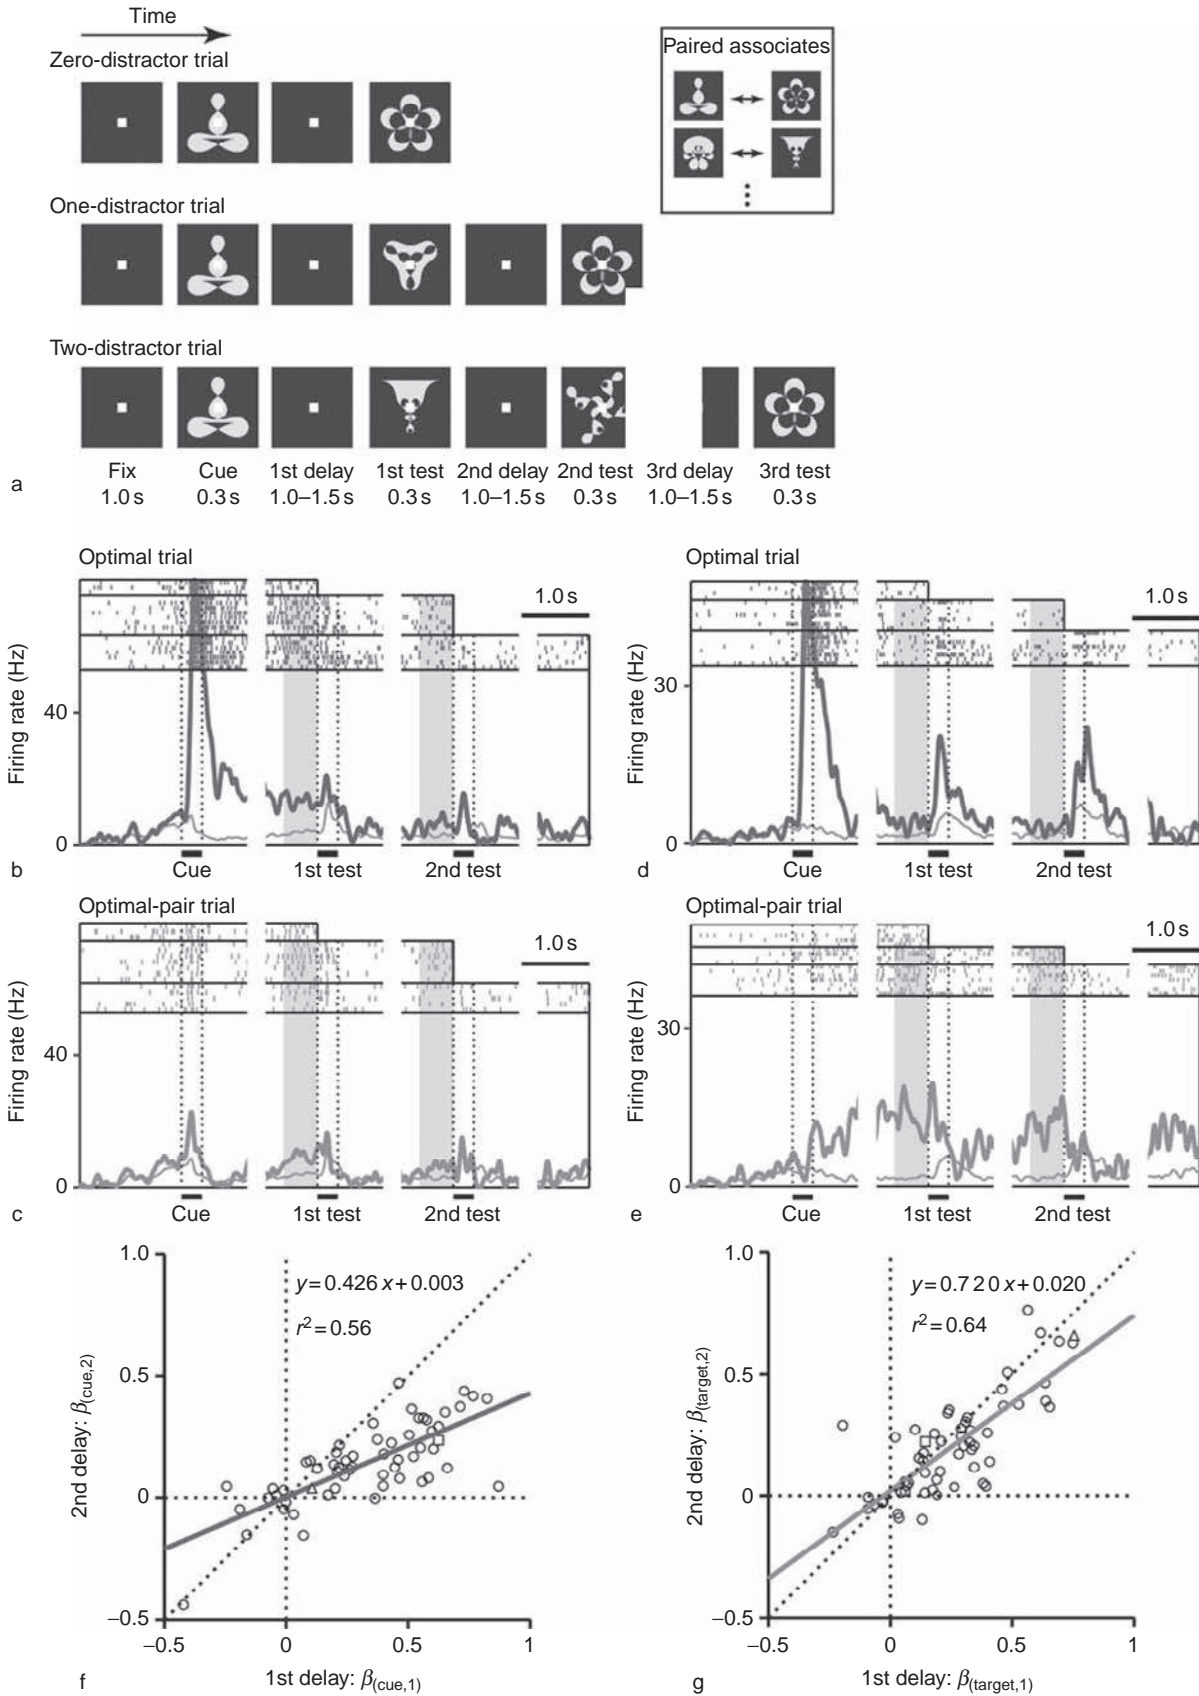 Time
Paired associates
Zero-distractor trial
One-distractor trial
Two-distractor trial
Fix Cue 1st delay 1st test 2nd delay 2nd test 3rd delay 3rd test
a 1.0 s 0.3 s 1.0–1.5 s 0.3 s 1.0–1.5 s 0.3 s 1.0–1.5 s 0.3 s
Optimal trial
1.0 s
Firing rate (Hz)
40
0
b Cue 1st test 2nd test
Optimal trial
1.0 s
Firing rate (Hz)
30
0
d Cue 1st test 2nd test
Optimal-pair trial
1.0 s
Firing rate (Hz)
40
0
c Cue 1st test 2nd test
Optimal-pair trial
1.0 s
Firing rate (Hz)
30
0
e Cue 1st test 2nd test
1.0
y=0.426 x+0.003
r²=0.56
0.5
2nd delay: β(cue,2)
0
–0.5
–0.5 0 0.5 1
f 1st delay: β(cue,1)
1.0
y=0.720 x+0.020
r²=0.64
0.5
2nd delay: β(target,2)
0
–0.5
–0.5 0 0.5 1
g 1st delay: β(target,1)